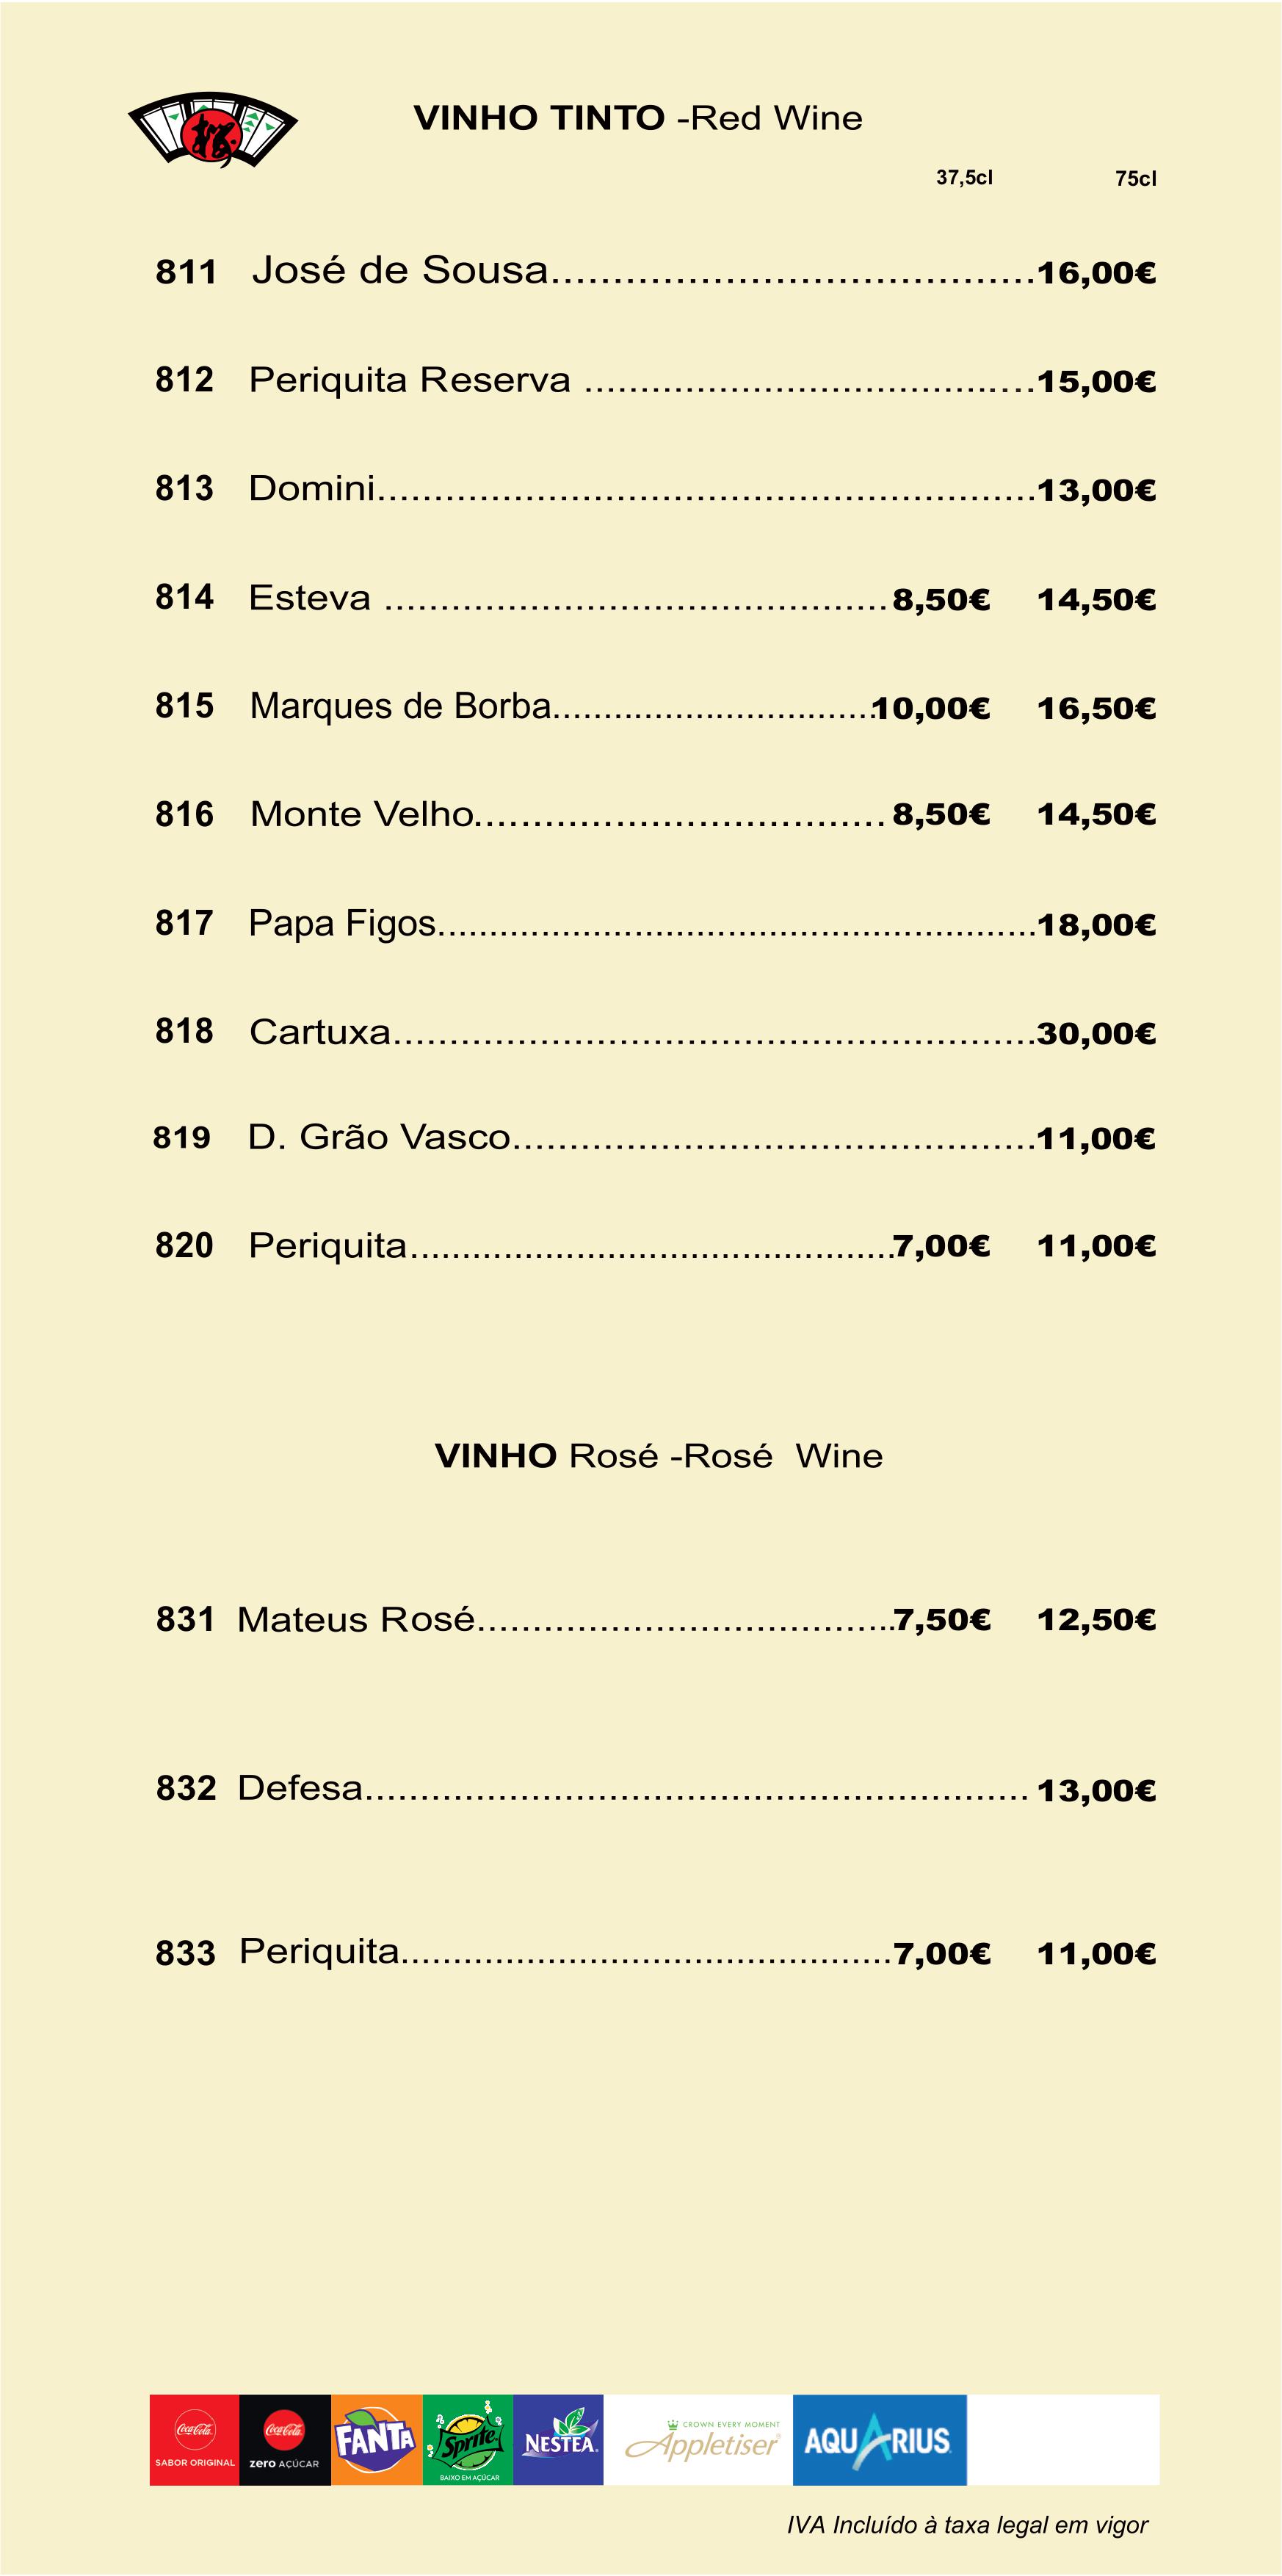 VINHO TINTO -Red Wine
37,5cl 75cl
811 José de Sousa......................................16,00€
812 Periquita Reserva ......................................15,00€
813 Domini........................................................13,00€
814 Esteva ............................................ 8,50€ 14,50€
815 Marques de Borba...............................10,00€ 16,50€
816 Monte Velho................................... 8,50€ 14,50€
817 Papa Figos..........................................................18,00€
818 Cartuxa.......................................................30,00€
819 D. Grão Vasco.............................................11,00€
820 Periquita............................................7,00€ 11,00€
VINHO Rosé -Rosé Wine
831 Mateus Rosé......................................7,50€ 12,50€
832 Defesa......................................................... 13,00€
833 Periquita...........................................7,00€ 11,00€
Coca-Cola Coca-Cola FANTA Sprite NESTEA CROWN EVERY MOMENT Appletiser AQUARIUS
SABOR ORIGINAL zero AÇÚCAR BAIXO EM AÇÚCAR
IVA Incluído à taxa legal em vigor